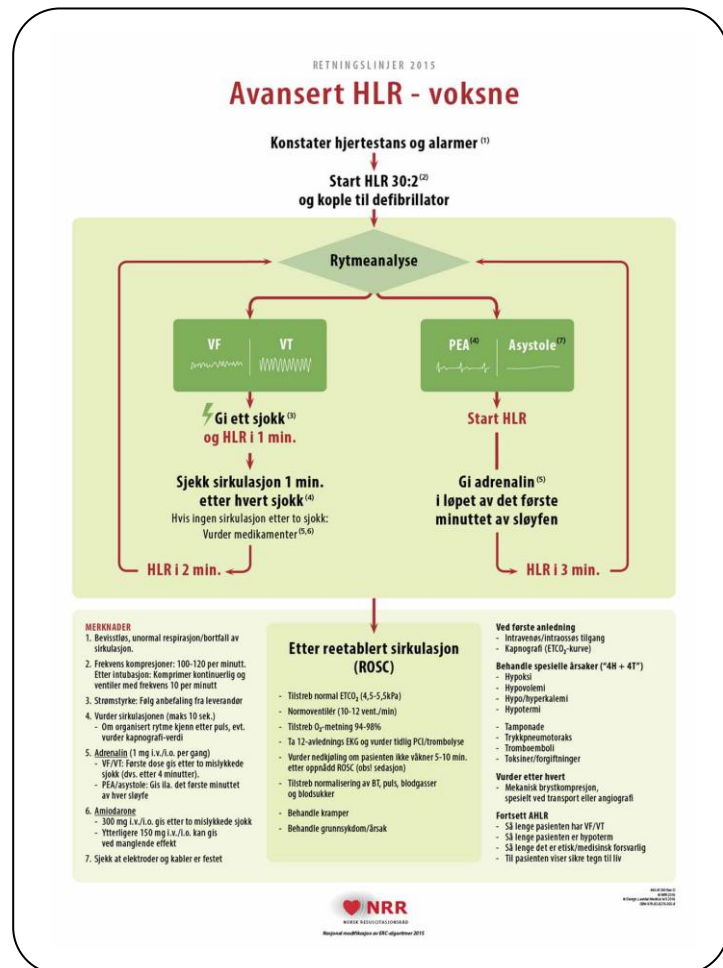 RETNINGSLINJER 2015
Avansert HLR - voksne
Konstater hjertestans og alarmer (1)
Start HLR 30:2 (2)
og kople til defibrillator
Rytmeanalyse
VF
VT
Gi ett sjokk (3)
og HLR i 1 min.
Sjekk sirkulasjon 1 min.
etter hvert sjokk (4)
Hvis ingen sirkulasjon etter to sjokk:
Vurder medikamenter (5,6)
HLR i 2 min.
PEA (4)
Asystole (7)
Start HLR
Gi adrenalin (5)
i løpet av det første
minuttet av sløyfen
HLR i 3 min.
MERKNADER
1. Bevisstløs, unormal respirasjon/bortfall av
sirkulasjon.
2. Frekvens kompresjoner: 100-120 per minutt.
Etter intubasjon: Komprimer kontinuerlig og
ventiler med frekvens 10 per minutt
3. Strømstyrke: Følg anbefaling fra leverandør
4. Vurder sirkulasjonen (maks 10 sek.)
- Om organisert rytme kjenn etter puls, evt.
vurder kapnografi-verdi
5. Adrenalin (1 mg i.v./i.o. per gang)
- VF/VT: Første dose gis etter to mislykkede
sjokk (dvs. etter 4 minutter).
- PEA/asystole: Gis ila. det første minuttet
av hver sløyfe
6. Amiodarone
- 300 mg i.v./i.o. gis etter to mislykkede sjokk
- Ytterligere 150 mg i.v./i.o. kan gis
ved manglende effekt
7. Sjekk at elektroder og kabler er festet
Etter reetablert sirkulasjon
(ROSC)
- Tilstreb normal ETCO₂ (4,5-5,5kPa)
- Normoventilér (10-12 vent./min)
- Tilstreb O₂-metning 94-98%
- Ta 12-avlednings EKG og vurder tidlig PCI/trombolyse
- Vurder nedkjøling om pasienten ikke våkner 5-10 min.
etter oppnådd ROSC (obs! sedasjon)
- Tilstreb normalisering av BT, puls, blodgasser
og blodsukker
- Behandle kramper
- Behandle grunnsykdom/årsak
Ved første anledning
- Intravenøs/intraossøs tilgang
- Kapnografi (ETCO₂-kurve)
Behandle spesielle årsaker ("4H + 4T")
- Hypoksi
- Hypovolemi
- Hypo/hyperkalemi
- Hypotermi
- Tamponade
- Trykkpneumotoraks
- Tromboemboli
- Toksiner/forgiftninger
Vurder etter hvert
- Mekanisk brystkompresjon,
spesielt ved transport eller angiografi
Fortsett AHLR
- Så lenge pasienten har VF/VT
- Så lenge pasienten er hypoterm
- Så lenge det er etisk/medisinsk forsvarlig
- Til pasienten viser sikre tegn til liv
NRR
NORSK RESUSCITASJONSRÅD
Nasjonal modifikasjon av ERC-algoritmer 2015